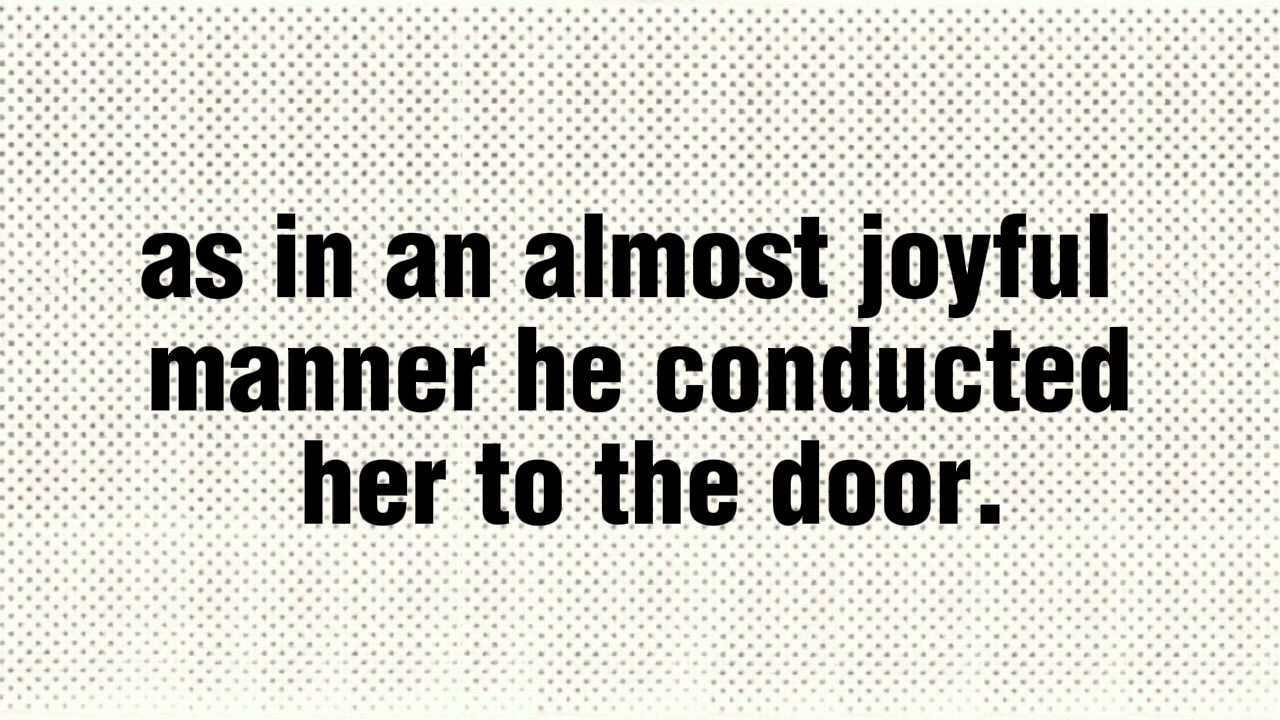 as in an almost joyful
manner he conducted
her to the door.